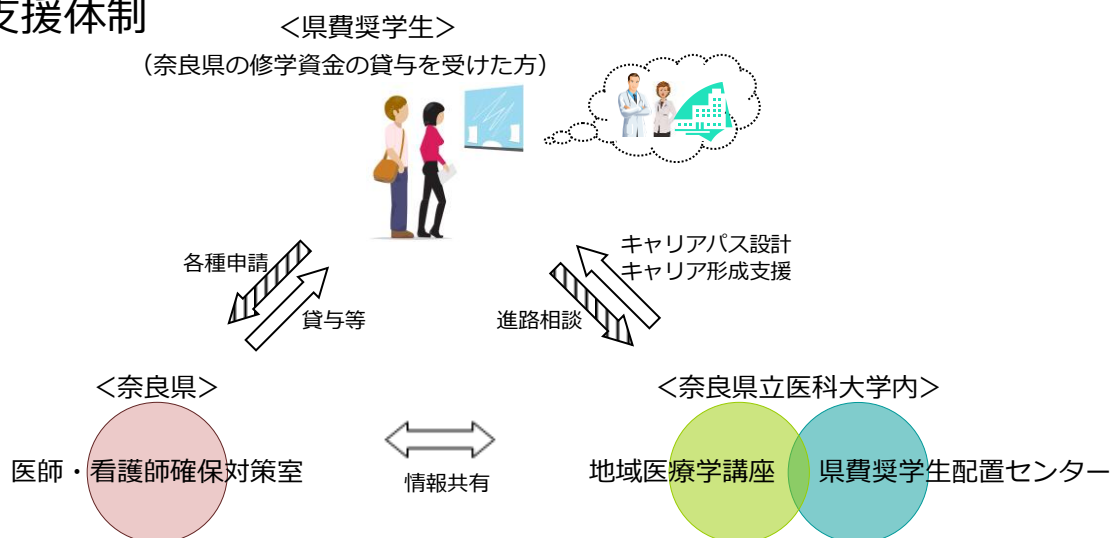 支援体制
＜県費奨学生＞
（奈良県の修学資金の貸与を受けた方）
各種申請
貸与等
キャリアパス設計
キャリア形成支援
進路相談
＜奈良県＞
医師・看護師確保対策室
情報共有
＜奈良県立医科大学内＞
地域医療学講座
県費奨学生配置センター